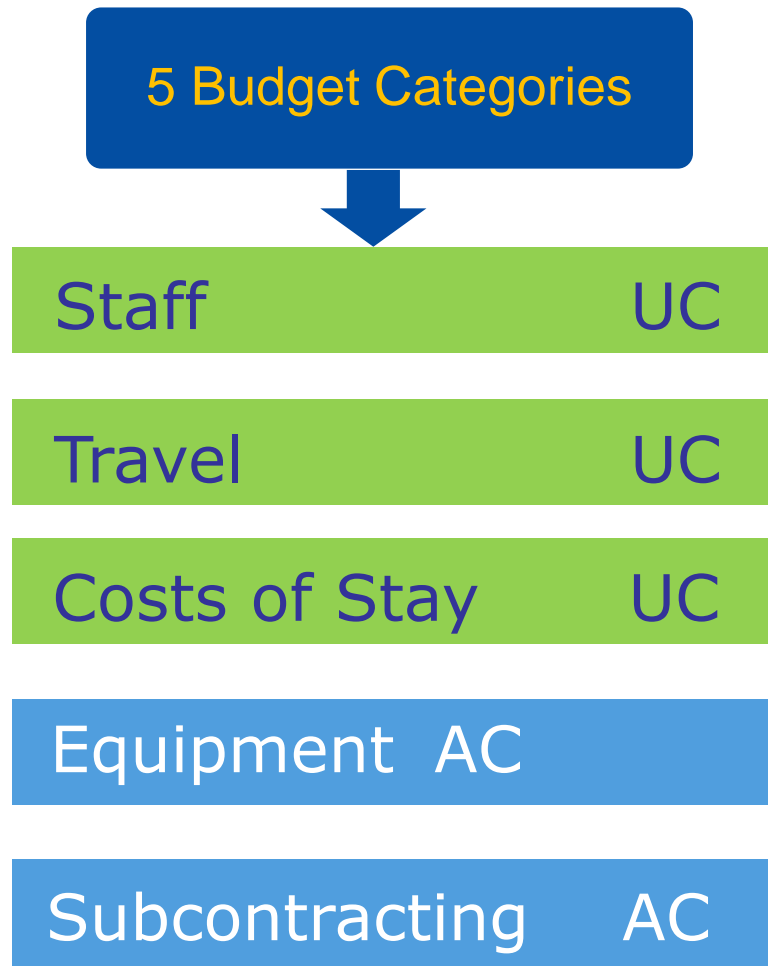 5 Budget Categories
Staff UC
Travel UC
Costs of Stay UC
Equipment AC
Subcontracting AC